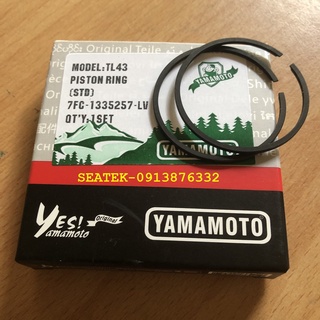 Original Teile
YAMAMOTO
MODEL:TL43
PISTON RING
(STD)
7FC-1335257-LV
QT'Y:1SET
YAMAMOTO
SEATEK-0913876332
YES! Original
Yamamoto
YAMAMOTO